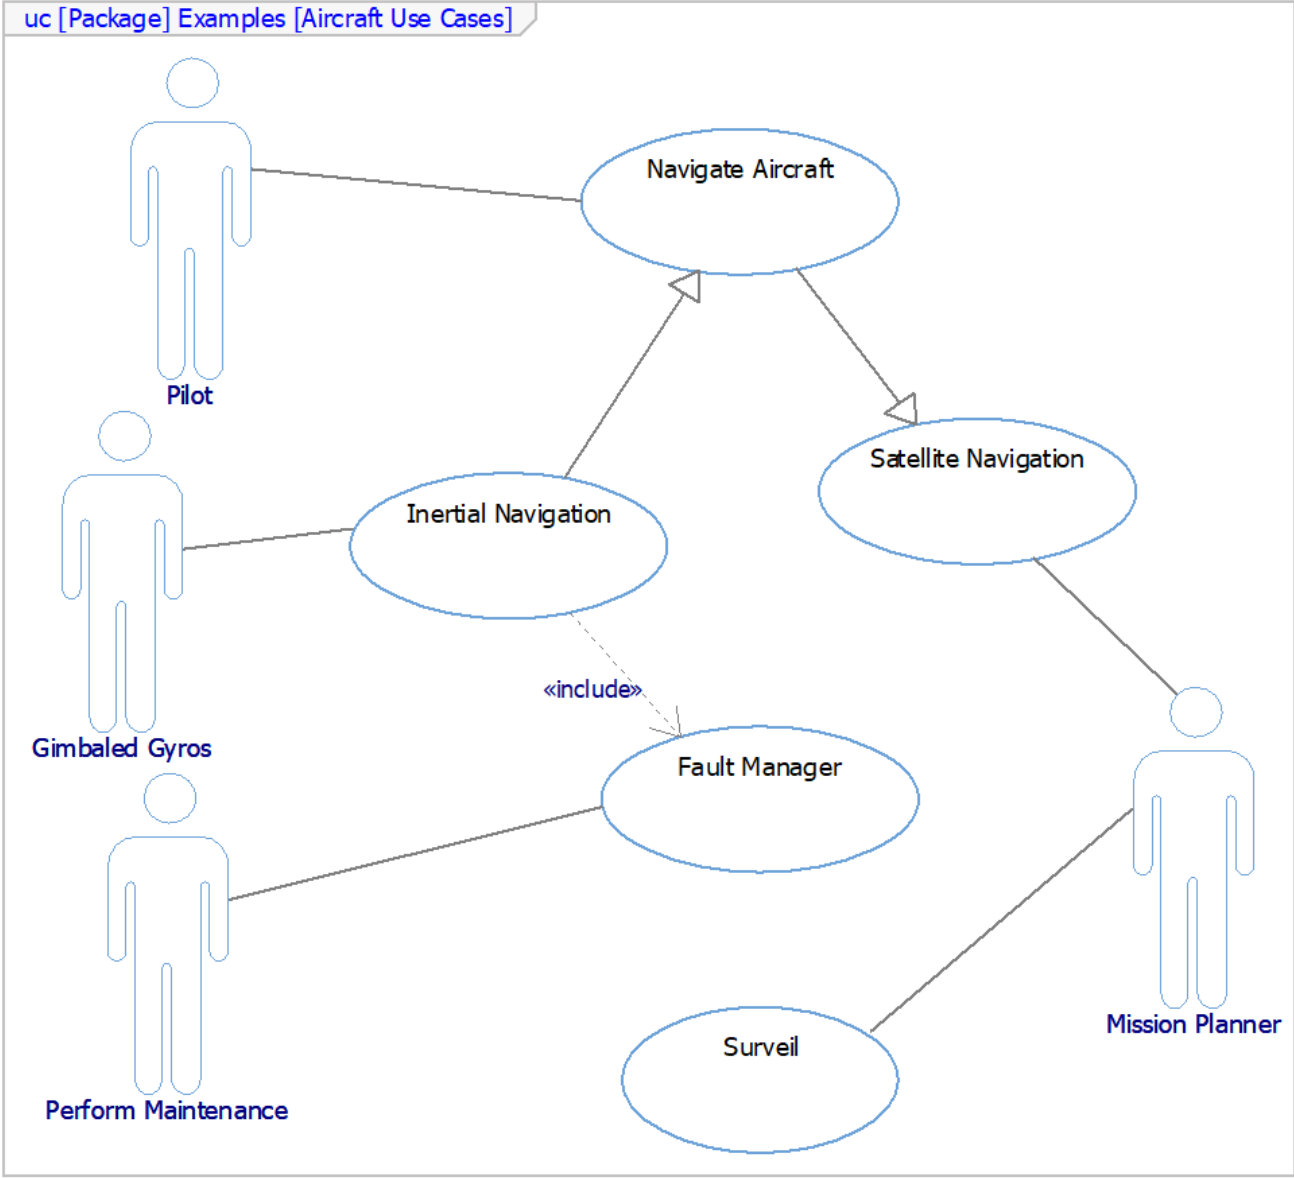 uc [Package] Examples [Aircraft Use Cases]
Navigate Aircraft
Pilot
Satellite Navigation
Inertial Navigation
«include»
Gimbaled Gyros
Fault Manager
Mission Planner
Surveil
Perform Maintenance